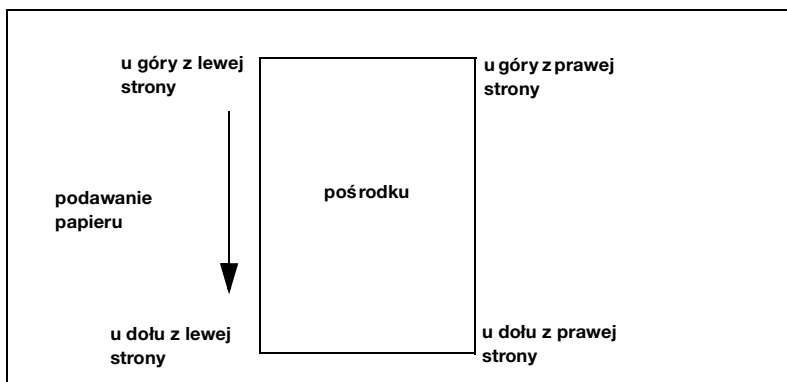 u góry z lewej
strony
u góry z prawej
strony
podawanie
papieru
pośrodku
u dołu z lewej
strony
u dołu z prawej
strony